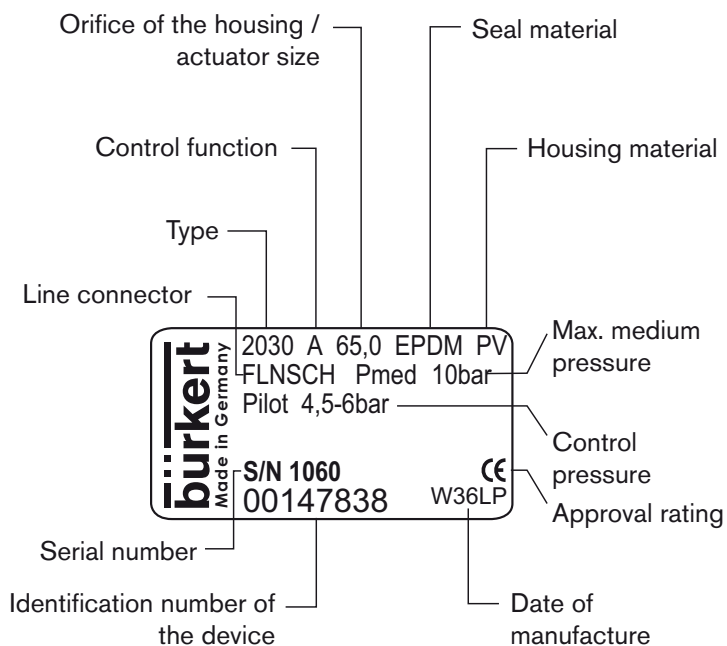 Orifice of the housing /
actuator size
Seal material
Control function
Housing material
Type
Line connector
bürkert
Made in Germany
2030 A 65,0 EPDM PV
FLNSCH Pmed 10bar
Pilot 4,5-6bar
S/N 1060
00147838
CE
W36LP
Max. medium
pressure
Control
pressure
Approval rating
Serial number
Identification number of
the device
Date of
manufacture